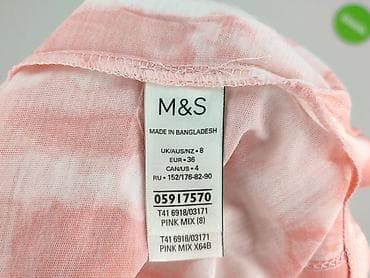 M&S
MADE IN BANGLADESH
UK/AUS/NZ • 8
EUR • 36
CAN/US • 4
RU • 152/176-82-90
05917570
T41 6918/03171
PINK MIX (8)
T41 6918/03171
PINK MIX X64B